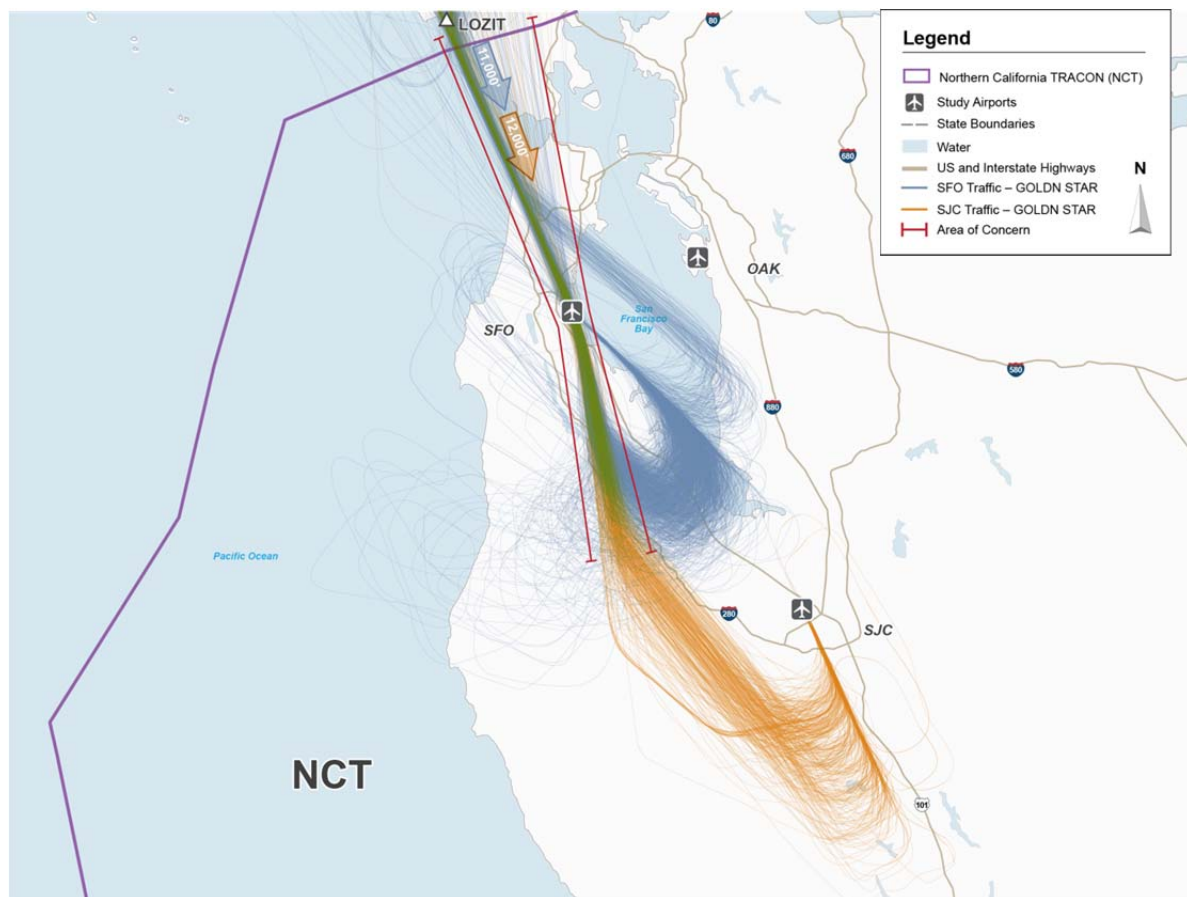 LOZIT
80
11,000'
12,000'
Legend
Northern California TRACON (NCT)
Study Airports
State Boundaries
Water
US and Interstate Highways
SFO Traffic – GOLDN STAR
SJC Traffic – GOLDN STAR
Area of Concern
N
680
OAK
SFO
San
Francisco
Bay
580
880
Pacific Ocean
280
SJC
NCT
101